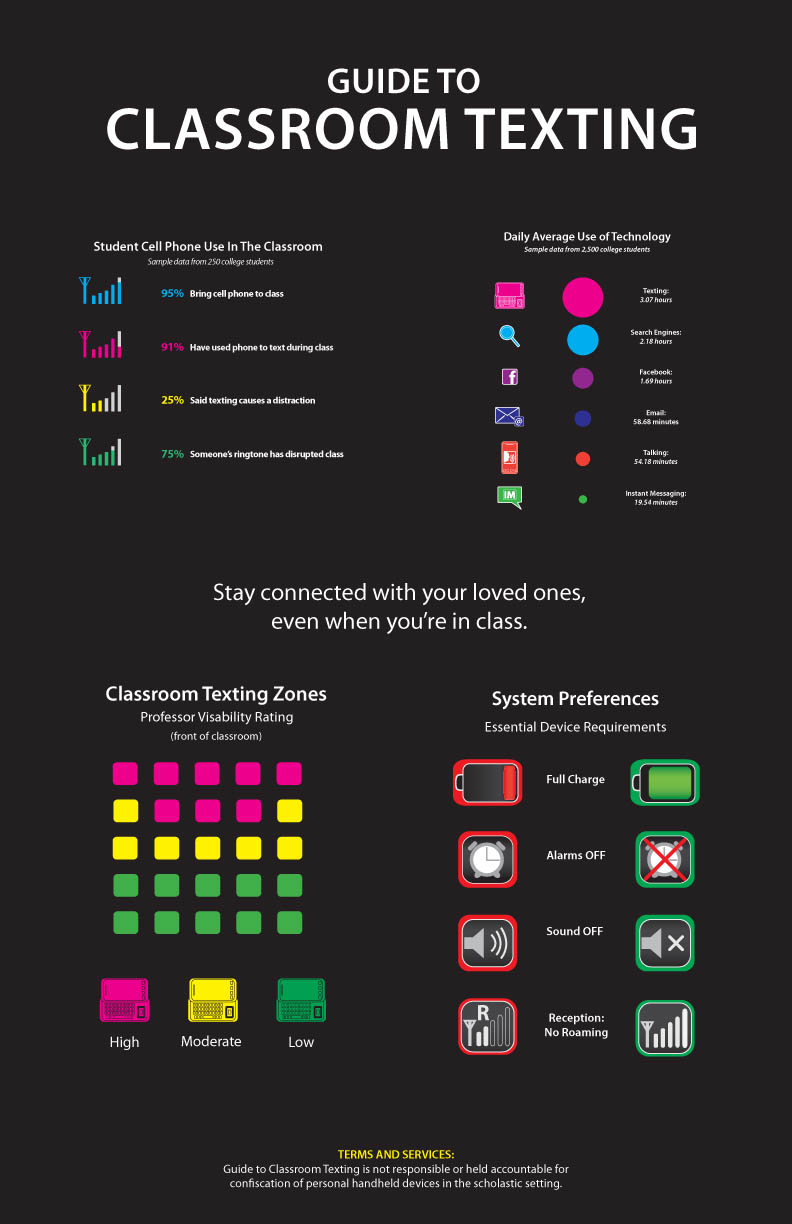 GUIDE TO
CLASSROOM TEXTING
Student Cell Phone Use In The Classroom
Sample data from 250 college students
95% Bring cell phone to class
91% Have used phone to text during class
25% Said texting causes a distraction
75% Someone's ringtone has disrupted class
Daily Average Use of Technology
Sample data from 2,500 college students
Texting:
3.07 hours
Search Engines:
2.18 hours
f
Facebook:
1.69 hours
@
Email:
58.68 minutes
Talking:
54.18 minutes
IM
Instant Messaging:
19.54 minutes
Stay connected with your loved ones,
even when you're in class.
Classroom Texting Zones
Professor Visability Rating
(front of classroom)
High
Moderate
Low
System Preferences
Essential Device Requirements
Full Charge
Alarms OFF
Sound OFF
R
Reception:
No Roaming
TERMS AND SERVICES:
Guide to Classroom Texting is not responsible or held accountable for
confiscation of personal handheld devices in the scholastic setting.